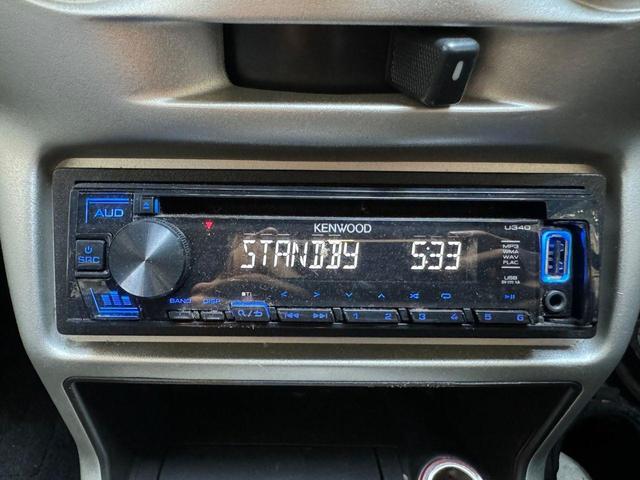 AUD
KENWOOD
U340
STANDBY 5:33
MP3
WMA
WAV
FLAC
USB
SRC
BAND DISP
1 2 3 4 5 6